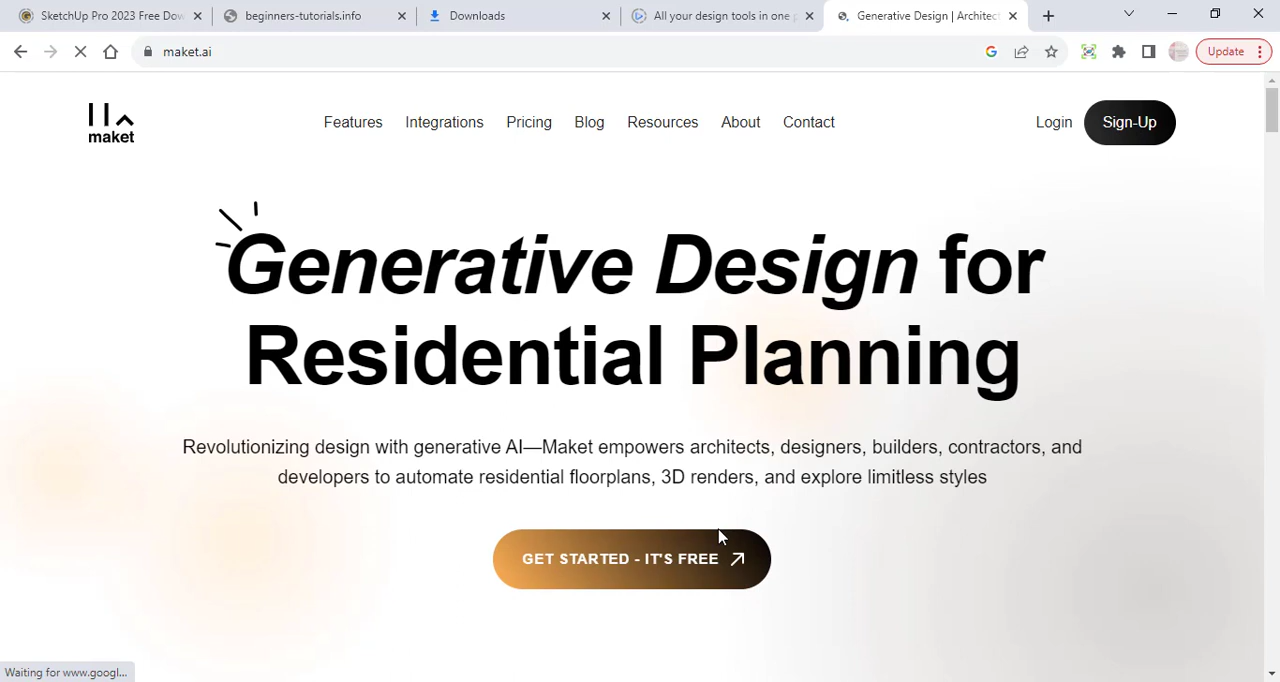 SketchUp Pro 2023 Free Dow
beginners-tutorials.info
Downloads
All your design tools in one p
Generative Design | Architec
maket.ai
Update
maket
Features
Integrations
Pricing
Blog
Resources
About
Contact
Login
Sign-Up
Generative Design for
Residential Planning
Revolutionizing design with generative AI—Maket empowers architects, designers, builders, contractors, and
developers to automate residential floorplans, 3D renders, and explore limitless styles
GET STARTED - IT'S FREE
Waiting for www.googl...